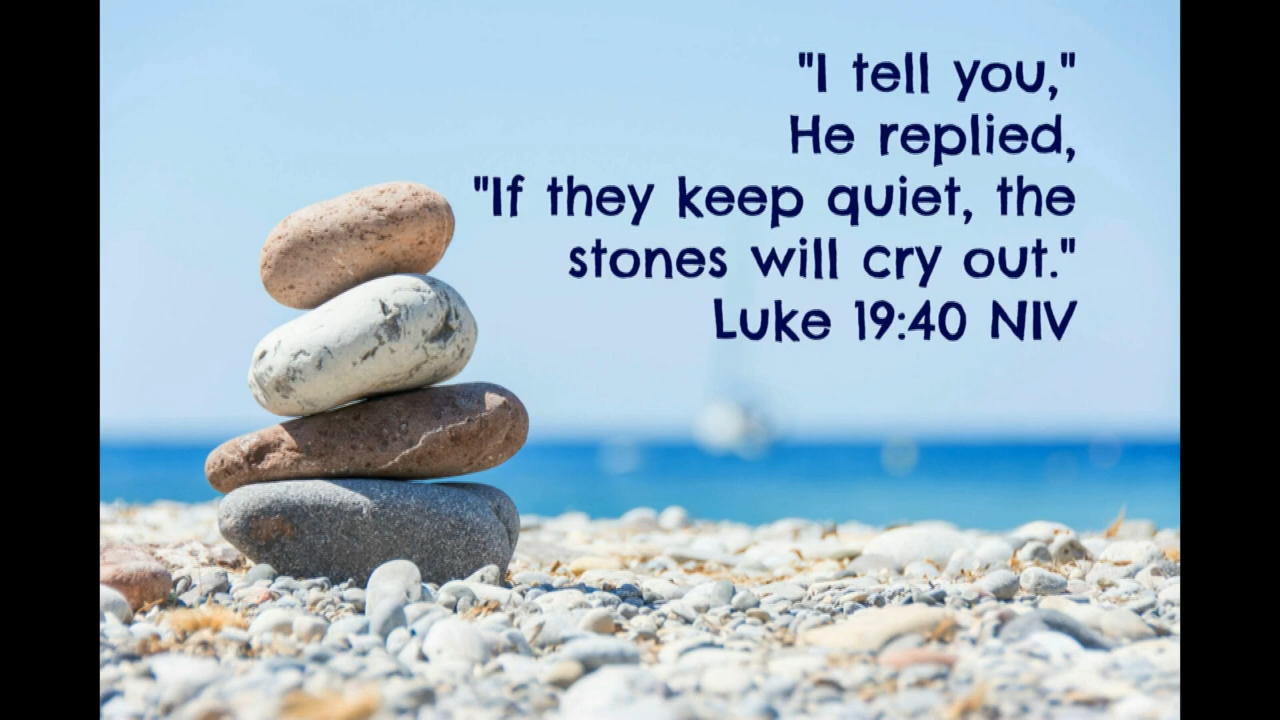 "I tell you,"
He replied,
"If they keep quiet, the
stones will cry out."
Luke 19:40 NIV